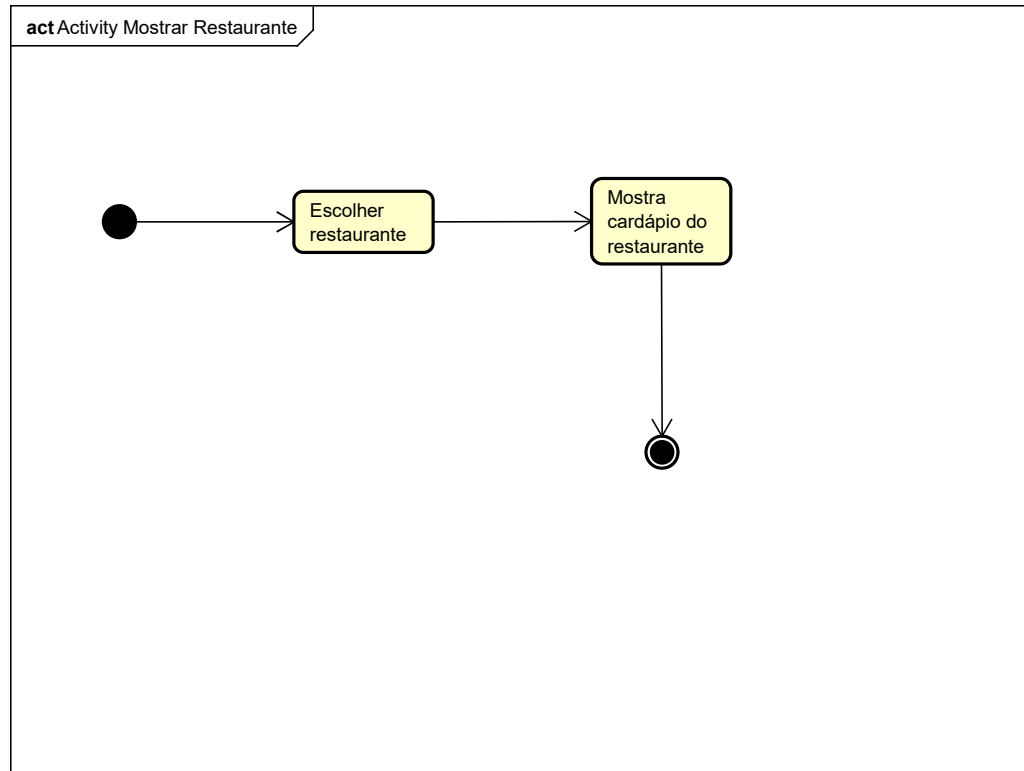 act Activity Mostrar Restaurante
Escolher
restaurante
Mostra
cardápio do
restaurante